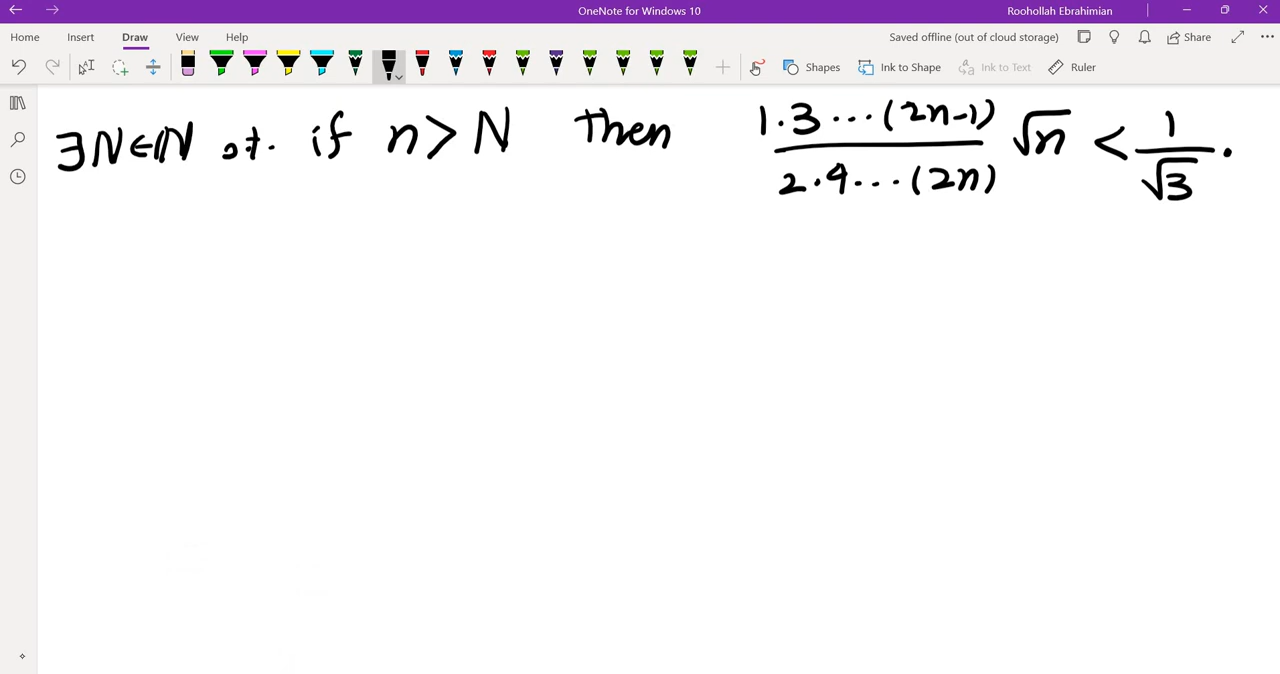 OneNote for Windows 10
Roohollah Ebrahimian
Home Insert Draw View Help
Saved offline (out of cloud storage)
Share
Shapes Ink to Shape Ink to Text Ruler
∃N∈ℕ s.t. if n > N then 1·3···(2n-1) / 2·4···(2n) √n < 1/√3.